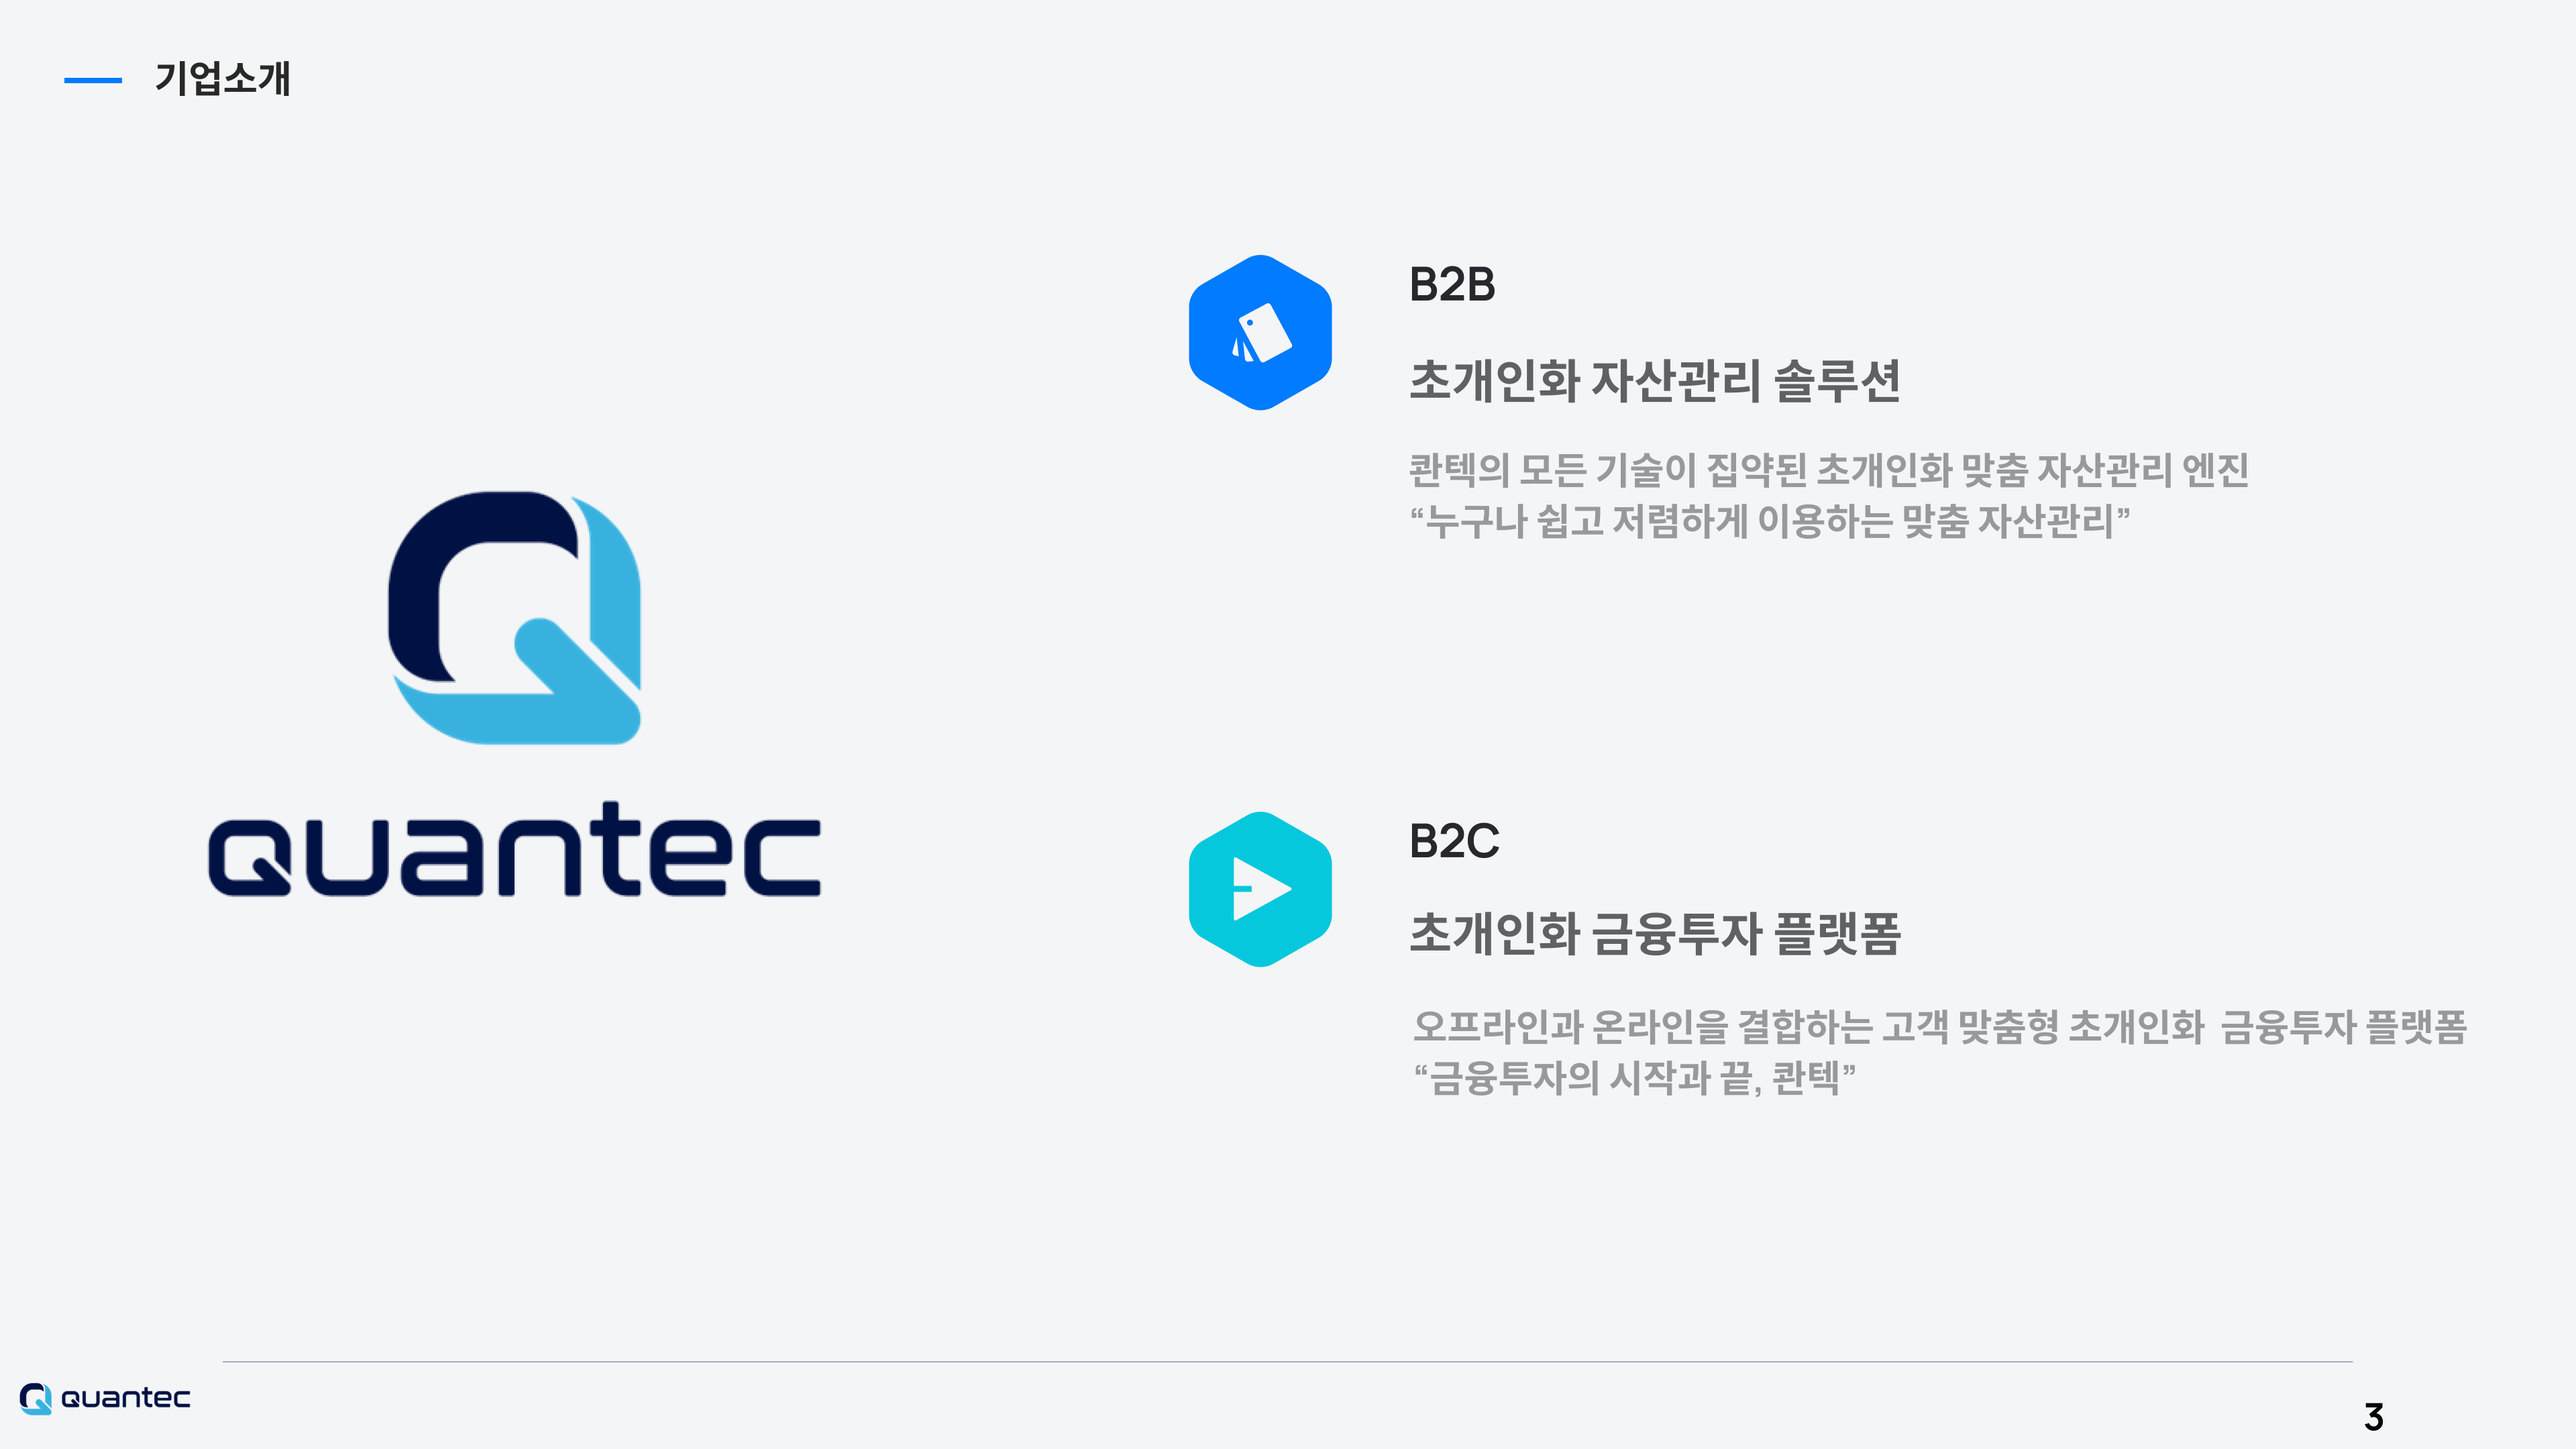 기업소개
quantec
B2B
초개인화 자산관리 솔루션
콴텍의 모든 기술이 집약된 초개인화 맞춤 자산관리 엔진
“누구나 쉽고 저렴하게 이용하는 맞춤 자산관리”
B2C
초개인화 금융투자 플랫폼
오프라인과 온라인을 결합하는 고객 맞춤형 초개인화 금융투자 플랫폼
“금융투자의 시작과 끝, 콴텍”
quantec
3